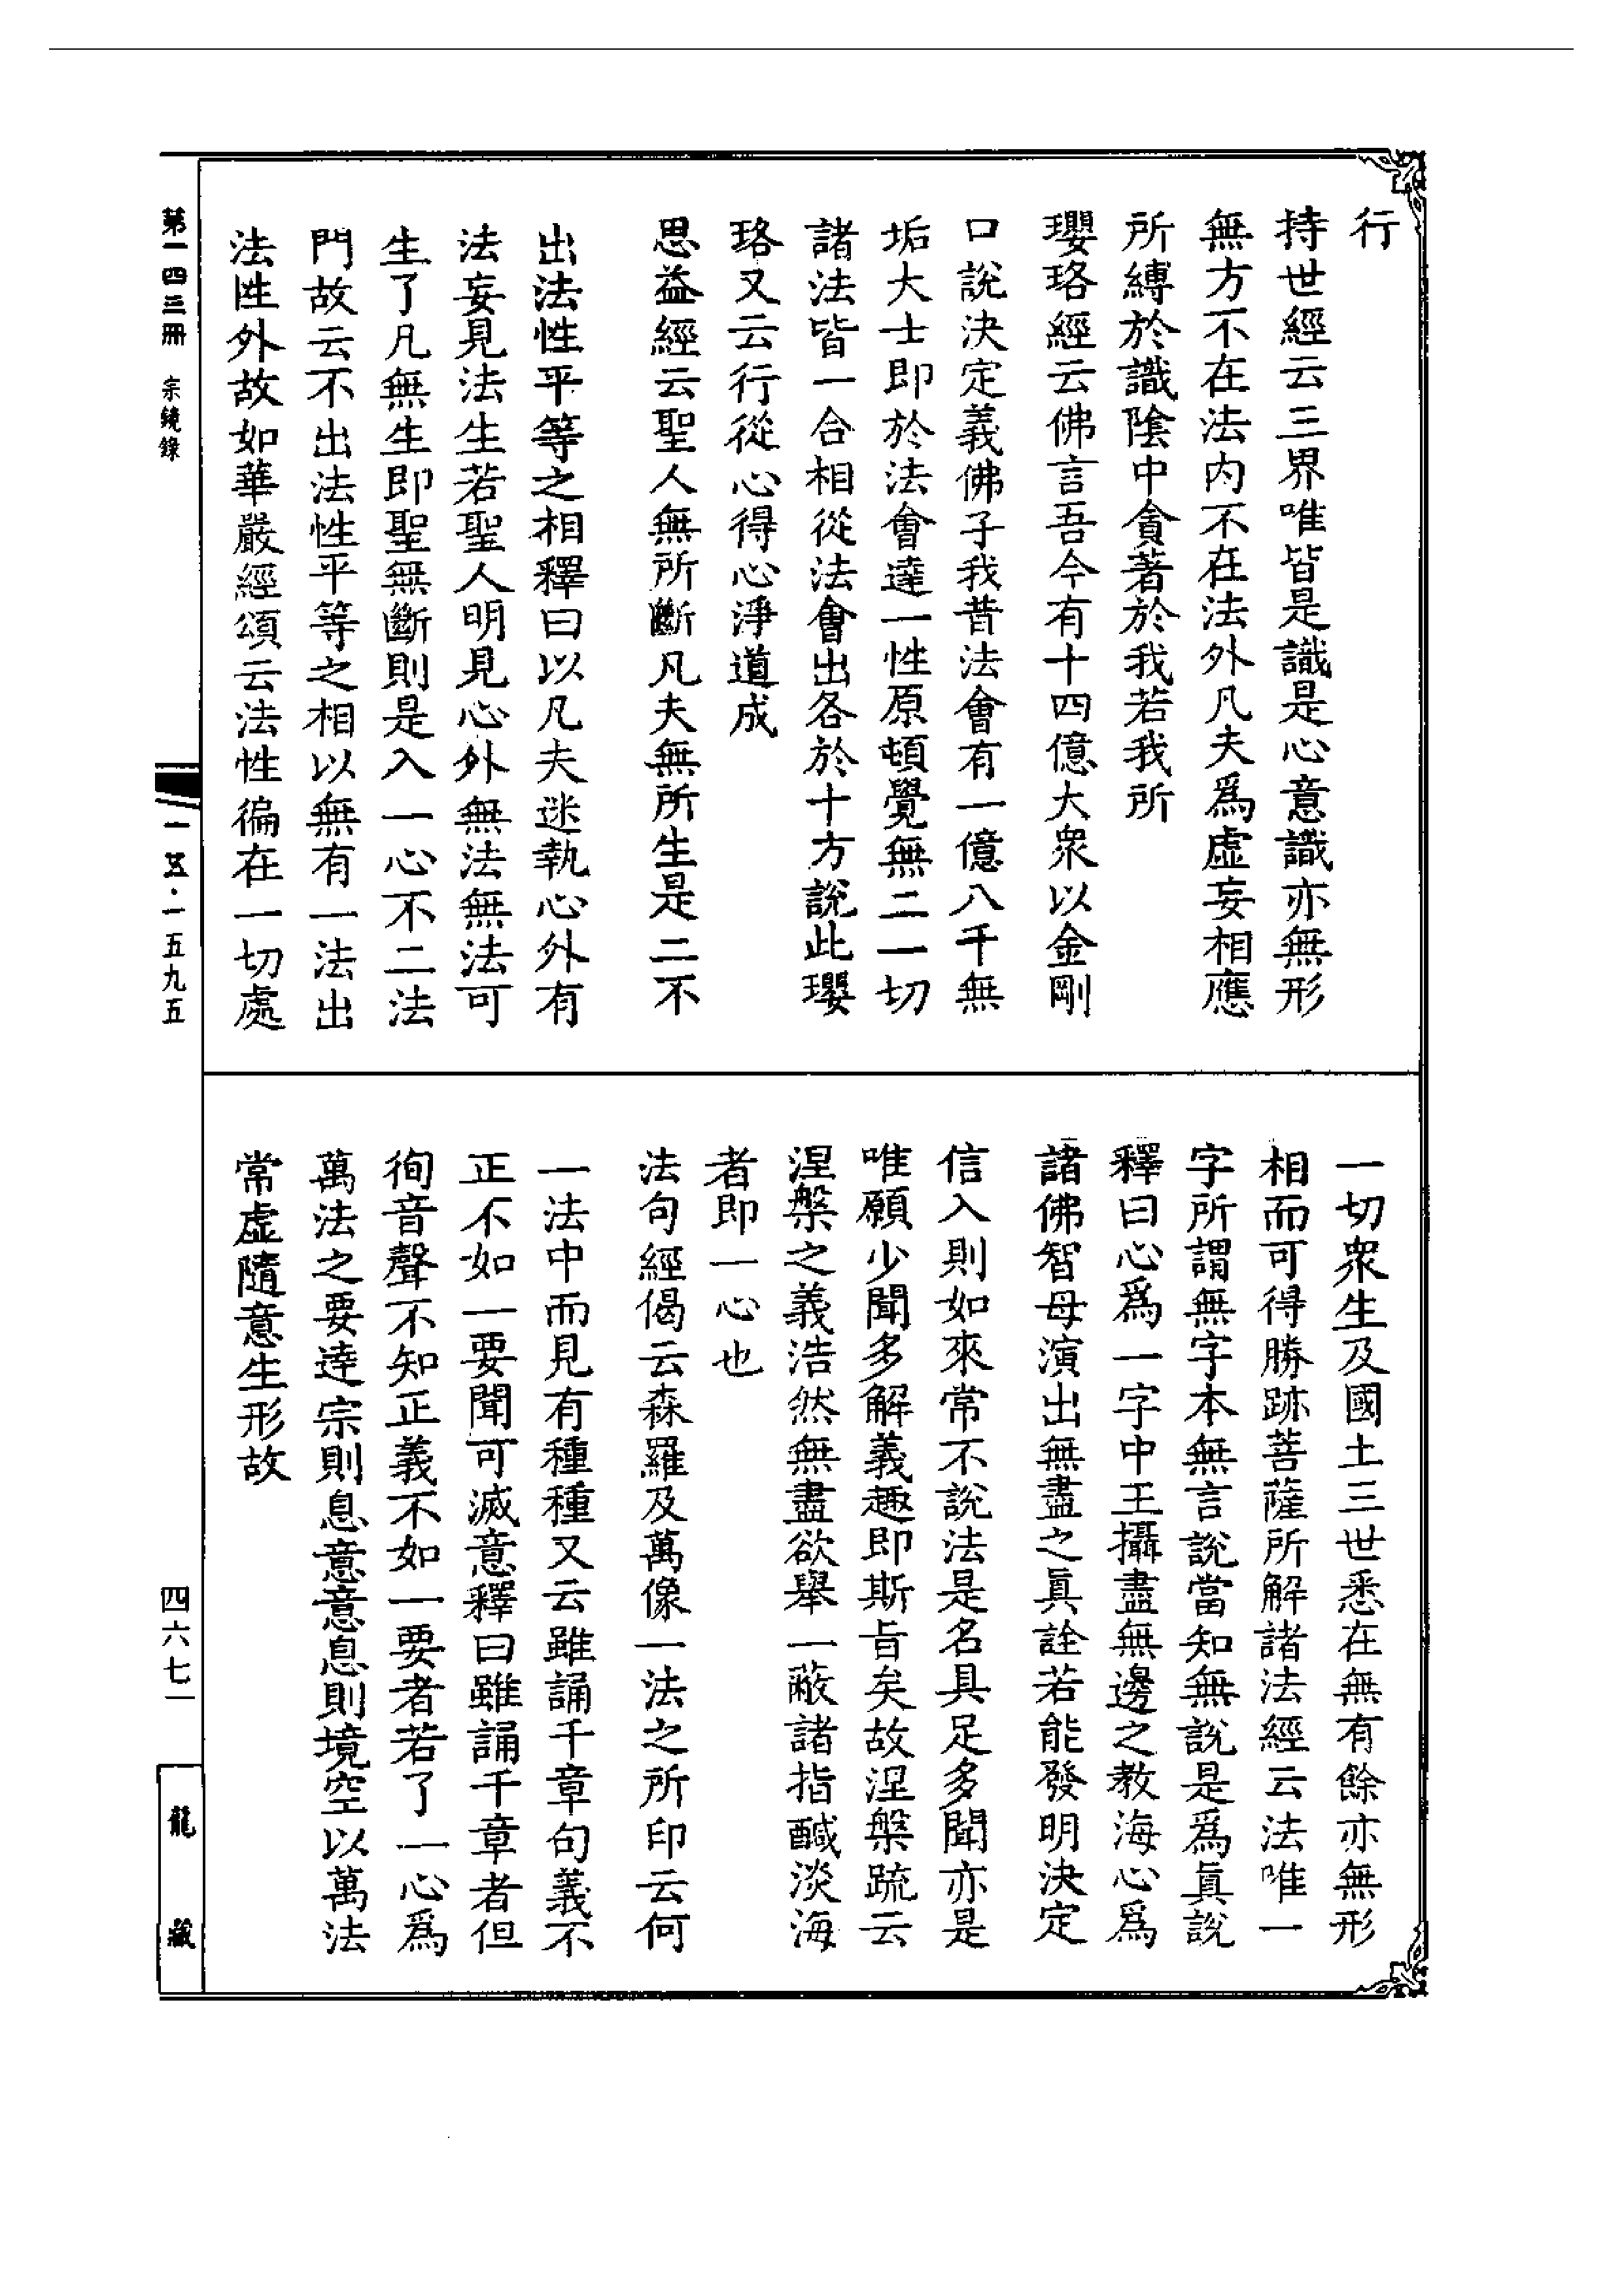 行
持世經云三界唯皆是識是心意識亦無形
無方不在法內不在法外凡夫爲虛妄相應
所縛於識陰中貪著於我若我所
瓔珞經云佛言吾今有十四億大眾以金剛
口說決定義佛子我昔法會有一億八千無
垢大士即於法會達一性原頓覺無二一切
諸法皆一合相從法會出各於十方說此瓔
珞又云行從心得心淨道成
思益經云聖人無所斷凡夫無所生是二不
出法性平等之相釋曰以凡夫迷執心外有
法妄見法生若聖人明見心外無法無法可
生了凡無生即聖無斷則是入一心不二法
門故云不出法性平等之相以無有一法出
法性外故如華嚴經頌云法性徧在一切處
一切眾生及國土三世悉在無有餘亦無形
相而可得勝跡菩薩所解諸法經云法唯一
字所謂無字本無言說當知無說是爲真說
釋曰心爲一字中王攝盡無邊之教海心爲
諸佛智母演出無盡之真詮若能發明決定
信入則如來常不說法是名具足多聞亦是
唯願少聞多解義趣即斯旨矣故涅槃疏云
涅槃之義浩然無盡欲舉一蔽諸指醎淡海
者即一心也
法句經偈云森羅及萬像一法之所印云何
一法中而見有種種又云雖誦千章句義不
正不如一要聞可滅意釋曰雖誦千章者但
徇音聲不知正義不如一要者若了一心爲
萬法之要達宗則息意意息則境空以萬法
常虛隨意生形故
第一四三冊 宗鏡錄
一五·一五九五
四六七
龍藏